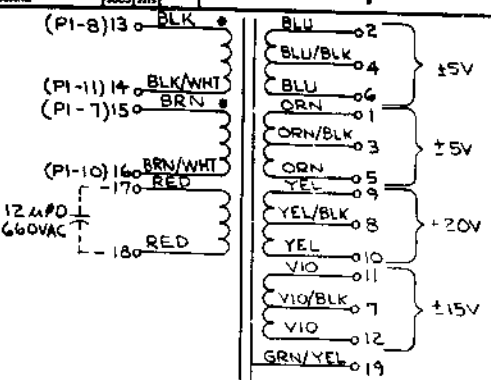 (P1-8)13 BLK BLU 2
BLU/BLK 4 ±5V
(P1-11)14 BLK/WHT BLU 6
(P1-7)15 BRN ORN 1
ORN/BLK 3 ±5V
(P1-10)16 BRN/WHT ORN 5
17 RED YEL 9
12 µFD
660VAC
YEL/BLK 8 +20V
18 RED YEL 10
VIO 11
VIO/BLK 7 ±15V
VIO 12
GRN/YEL 19